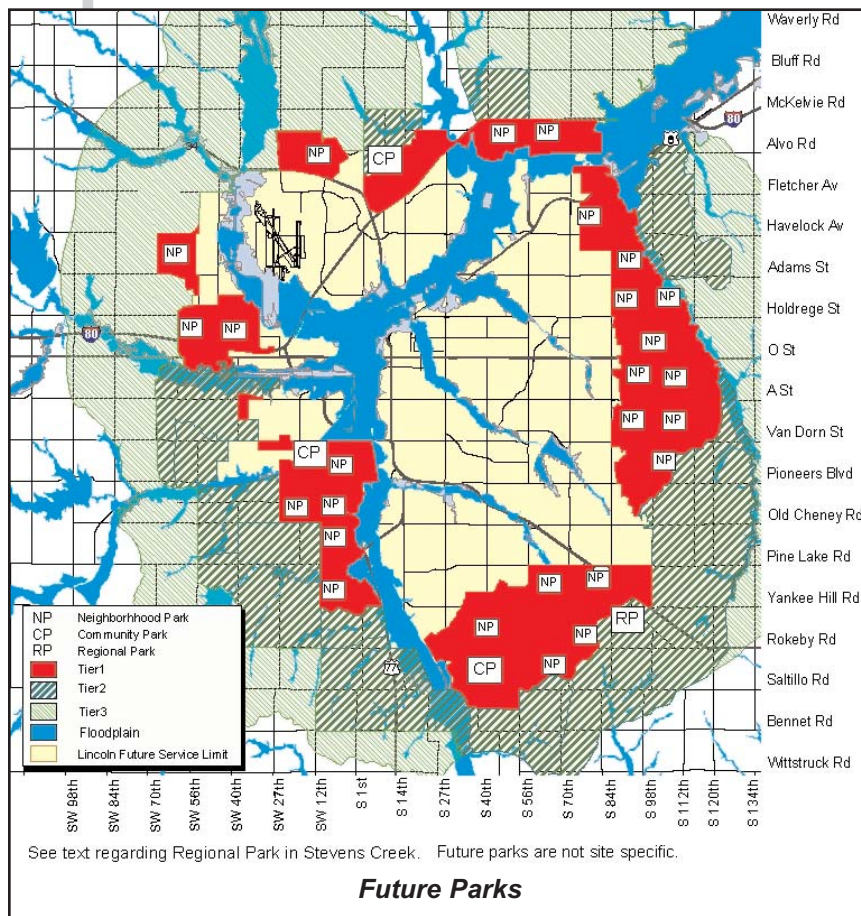 Waverly Rd
Bluff Rd
McKelvie Rd
80
Alvo Rd
NP NP
NP
CP
6
Fletcher Av
NP
Havelock Av
NP
NP
Adams St
NP NP
Holdrege St
NP NP
80
NP
O St
NP NP
A St
NP NP
Van Dorn St
CP
NP
NP
Pioneers Blvd
NP NP
Old Cheney Rd
NP
Pine Lake Rd
NP NP
NP
Yankee Hill Rd
RP
NP
NP
Rokeby Rd
CP
NP
77
Saltillo Rd
Bennet Rd
Wittstruck Rd
NP Neighborhhood Park
CP Community Park
RP Regional Park
Tier1
Tier2
Tier3
Floodplain
Lincoln Future Service Limit
SW 98th
SW 84th
SW 70th
SW 56th
SW 40th
SW 27th
SW 12th
S 1st
S 14th
S 27th
S 40th
S 56th
S 70th
S 84th
S 98th
S 112th
S 120th
S 134th
See text regarding Regional Park in Stevens Creek. Future parks are not site specific.
Future Parks